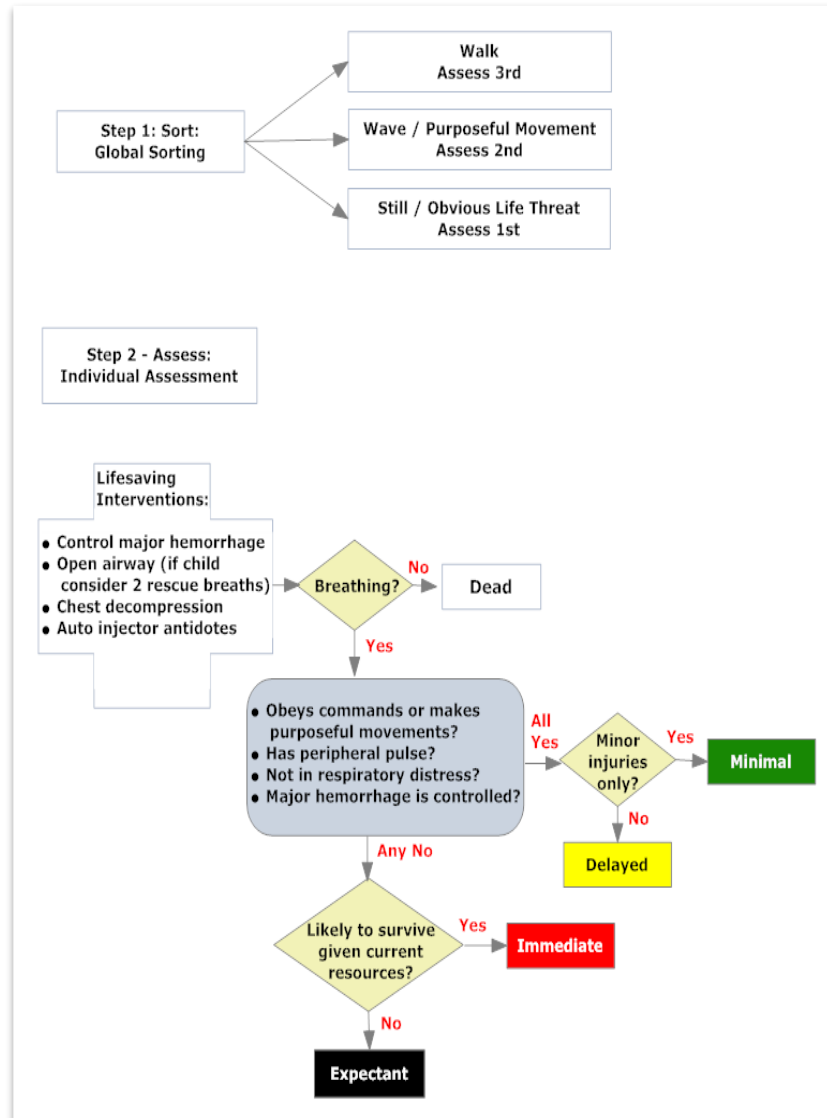 Walk
Assess 3rd
Step 1: Sort:
Global Sorting
Wave / Purposeful Movement
Assess 2nd
Still / Obvious Life Threat
Assess 1st
Step 2 - Assess:
Individual Assessment
Lifesaving
Interventions:
● Control major hemorrhage
● Open airway (if child
consider 2 rescue breaths)
● Chest decompression
● Auto injector antidotes
Breathing?
No
Dead
Yes
● Obeys commands or makes
purposeful movements?
● Has peripheral pulse?
● Not in respiratory distress?
● Major hemorrhage is controlled?
All
Yes
Minor
injuries
only?
Yes
Minimal
No
Delayed
Any No
Likely to survive
given current
resources?
Yes
Immediate
No
Expectant